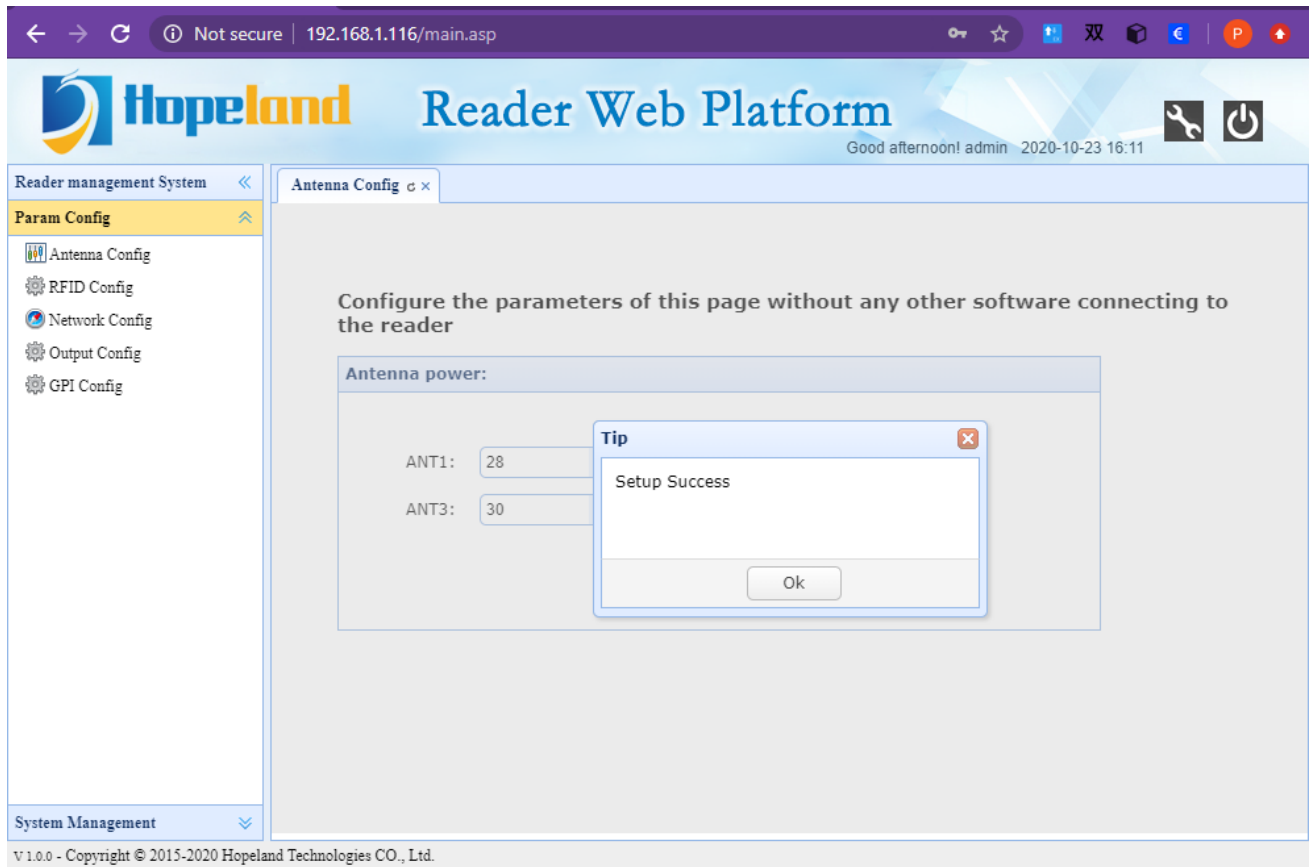 Not secure | 192.168.1.116/main.asp
双 € P
Hopeland Reader Web Platform
Good afternoon! admin 2020-10-23 16:11
Reader management System
Antenna Config
Param Config
Antenna Config
RFID Config
Network Config
Output Config
GPI Config
Configure the parameters of this page without any other software connecting to
the reader
Antenna power:
ANT1: 28
ANT3: 30
Tip
Setup Success
Ok
System Management
V 1.0.0 - Copyright © 2015-2020 Hopeland Technologies CO., Ltd.